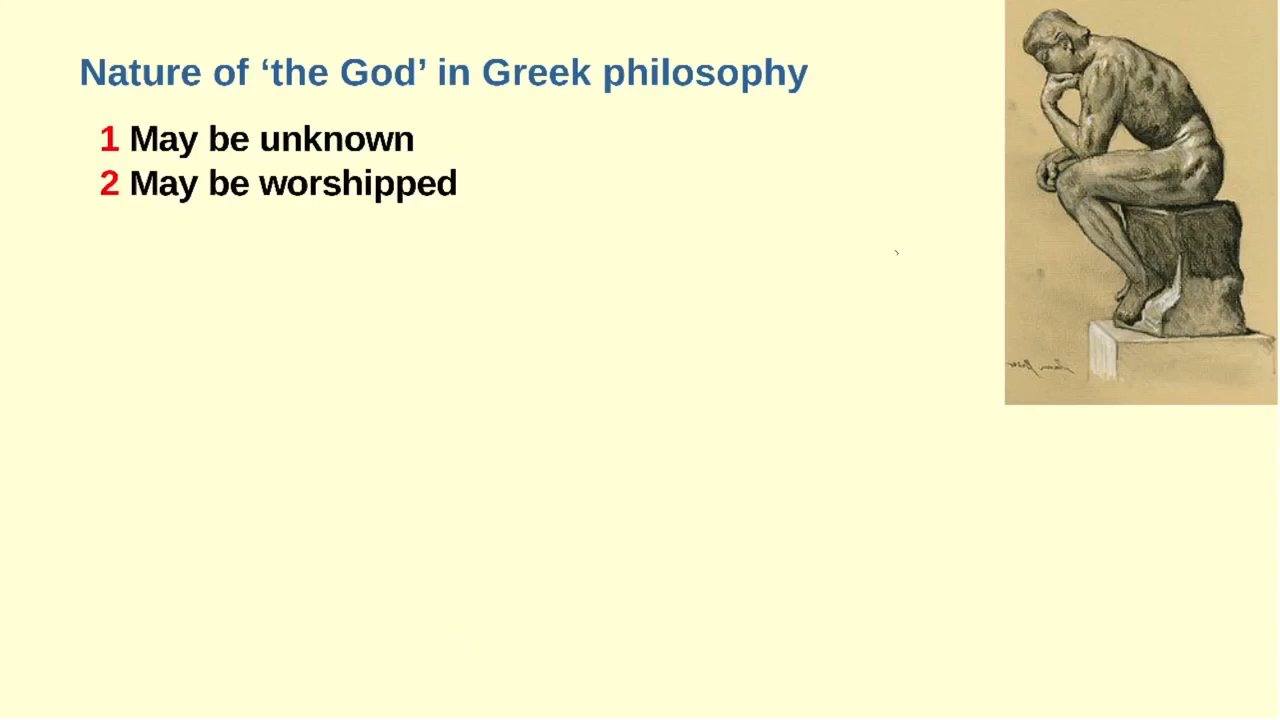 Nature of ‘the God’ in Greek philosophy
1 May be unknown
2 May be worshipped